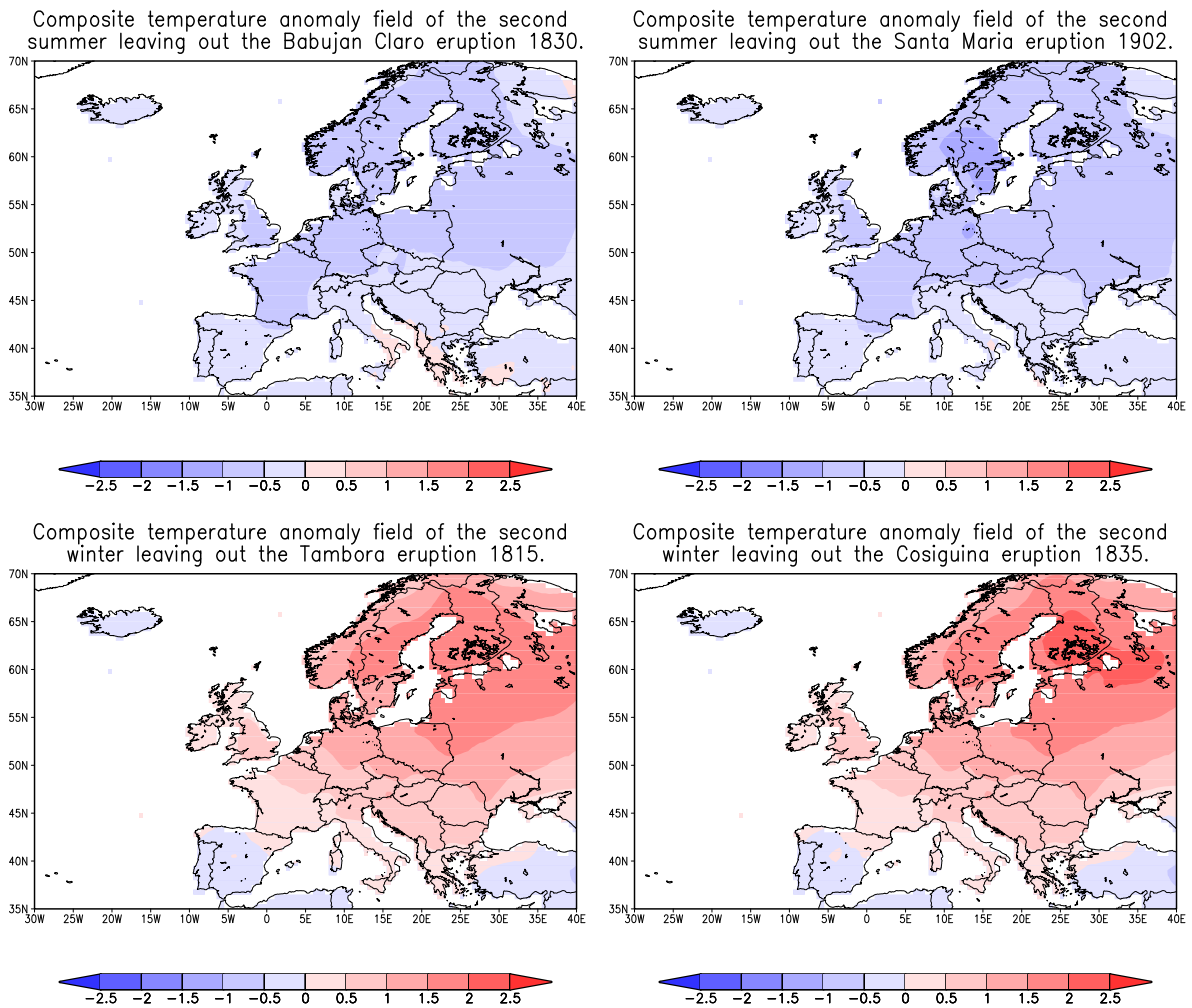 Composite temperature anomaly field of the second
summer leaving out the Babujan Claro eruption 1830.
70N
65N
60N
55N
50N
45N
40N
35N
30W 25W 20W 15W 10W 5W 0 5E 10E 15E 20E 25E 30E 35E 40E
−2.5 −2 −1.5 −1 −0.5 0 0.5 1 1.5 2 2.5
Composite temperature anomaly field of the second
summer leaving out the Santa Maria eruption 1902.
70N
65N
60N
55N
50N
45N
40N
35N
30W 25W 20W 15W 10W 5W 0 5E 10E 15E 20E 25E 30E 35E 40E
−2.5 −2 −1.5 −1 −0.5 0 0.5 1 1.5 2 2.5
Composite temperature anomaly field of the second
winter leaving out the Tambora eruption 1815.
70N
65N
60N
55N
50N
45N
40N
35N
30W 25W 20W 15W 10W 5W 0 5E 10E 15E 20E 25E 30E 35E 40E
−2.5 −2 −1.5 −1 −0.5 0 0.5 1 1.5 2 2.5
Composite temperature anomaly field of the second
winter leaving out the Cosiguina eruption 1835.
70N
65N
60N
55N
50N
45N
40N
35N
30W 25W 20W 15W 10W 5W 0 5E 10E 15E 20E 25E 30E 35E 40E
−2.5 −2 −1.5 −1 −0.5 0 0.5 1 1.5 2 2.5